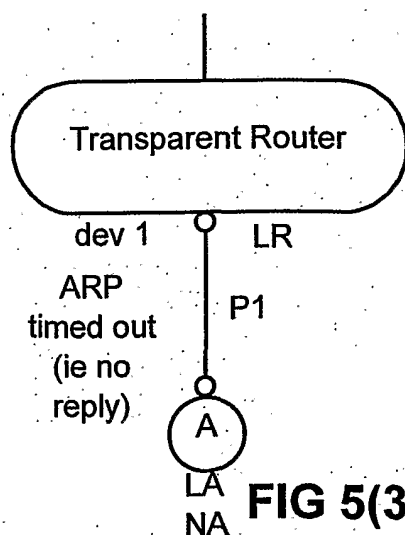 Transparent Router
dev 1
LR
ARP
timed out
(ie no
reply)
P1
A
LA
NA
FIG 5(3